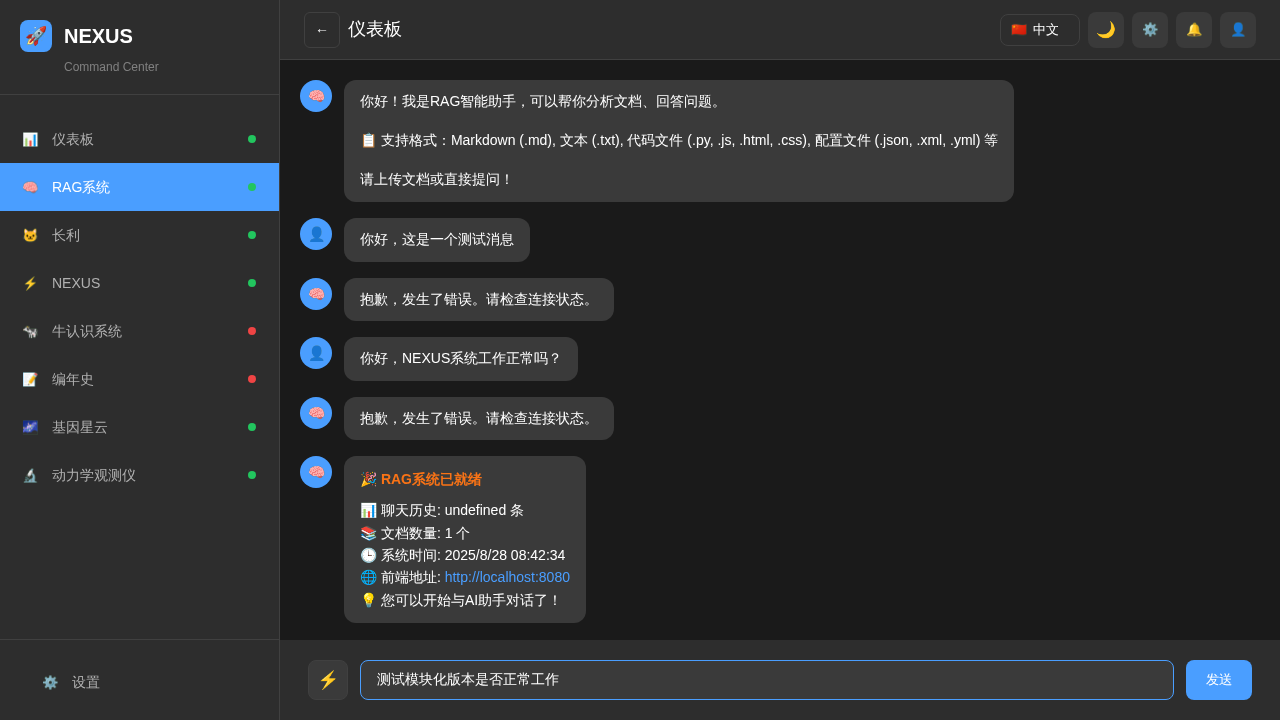 NEXUS
Command Center
仪表板
RAG系统
长利
NEXUS
牛认识系统
编年史
基因星云
动力学观测仪
设置
← 仪表板
🇨🇳 中文
你好！我是RAG智能助手，可以帮你分析文档、回答问题。
📋 支持格式：Markdown (.md), 文本 (.txt), 代码文件 (.py, .js, .html, .css), 配置文件 (.json, .xml, .yml) 等
请上传文档或直接提问！
你好，这是一个测试消息
抱歉，发生了错误。请检查连接状态。
你好，NEXUS系统工作正常吗？
抱歉，发生了错误。请检查连接状态。
🎉 RAG系统已就绪
📊 聊天历史: undefined 条
📚 文档数量: 1 个
🕒 系统时间: 2025/8/28 08:42:34
🌐 前端地址: http://localhost:8080
💡 您可以开始与AI助手对话了！
测试模块化版本是否正常工作
发送